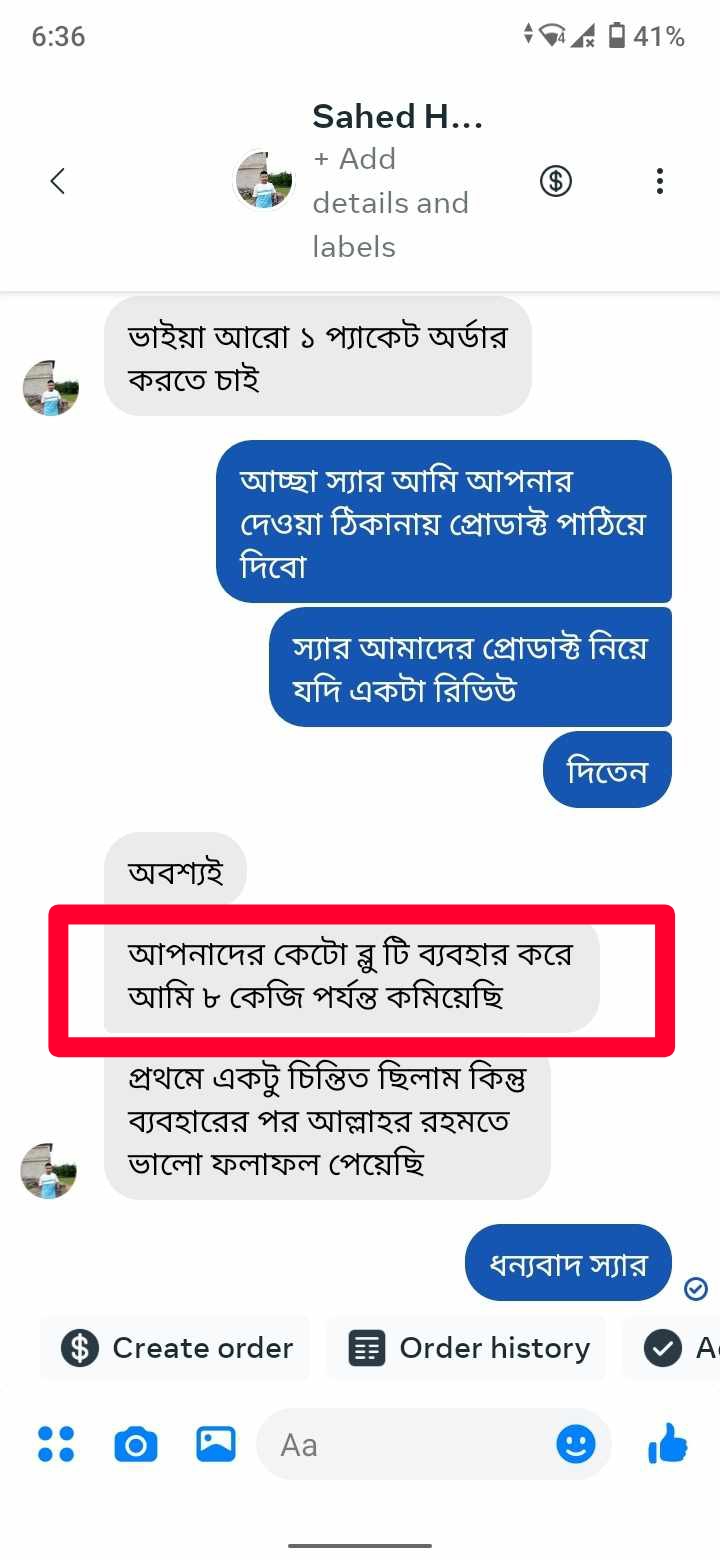 6:36
4
41%
Sahed H...
+ Add
details and
labels
ভাইয়া আরো ১ প্যাকেট অর্ডার
করতে চাই
আচ্ছা স্যার আমি আপনার
দেওয়া ঠিকানায় প্রোডাক্ট পাঠিয়ে
দিবো
স্যার আমাদের প্রোডাক্ট নিয়ে
যদি একটা রিভিউ
দিতেন
অবশ্যই
আপনাদের কেটো ব্লু টি ব্যবহার করে
আমি ৮ কেজি পর্যন্ত কমিয়েছি
প্রথমে একটু চিন্তিত ছিলাম কিন্তু
ব্যবহারের পর আল্লাহর রহমতে
ভালো ফলাফল পেয়েছি
ধন্যবাদ স্যার
Create order
Order history
Aa